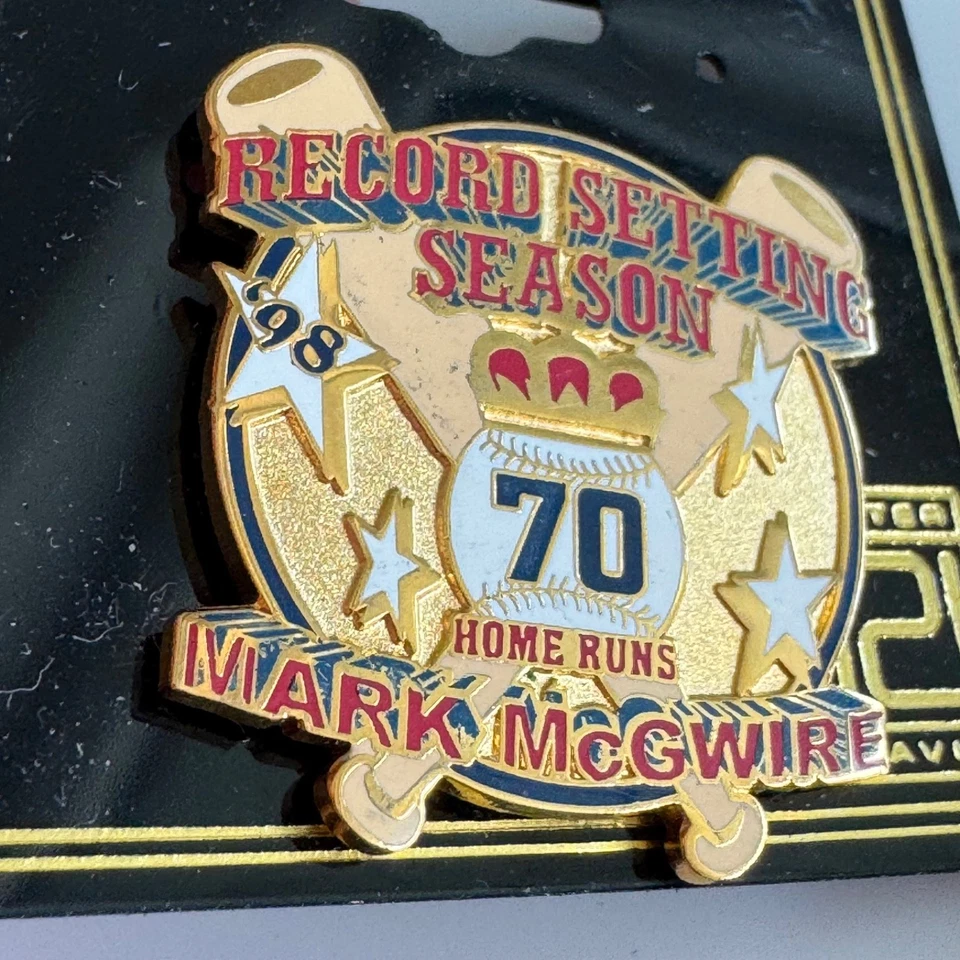 RECORD SETTING
SEASON
'98
70
HOME RUNS
MARK McGWIRE